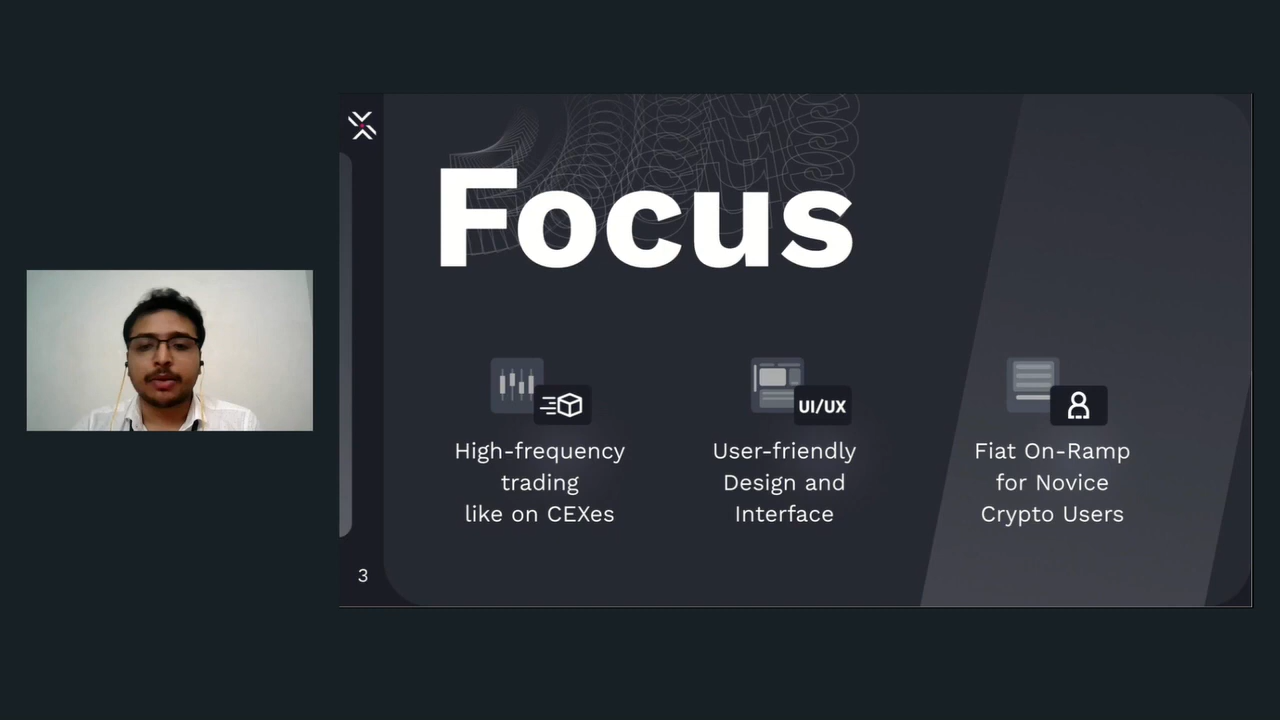 Focus
UI/UX
High-frequency
trading
like on CEXes
User-friendly
Design and
Interface
Fiat On-Ramp
for Novice
Crypto Users
3